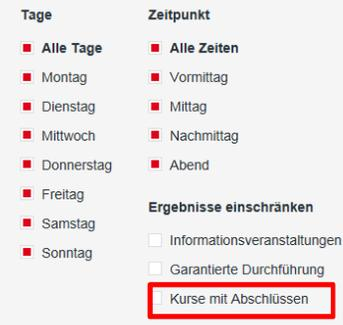 Tage
Alle Tage
Montag
Dienstag
Mittwoch
Donnerstag
Freitag
Samstag
Sonntag
Zeitpunkt
Alle Zeiten
Vormittag
Mittag
Nachmittag
Abend
Ergebnisse einschränken
Informationsveranstaltungen
Garantierte Durchführung
Kurse mit Abschlüssen